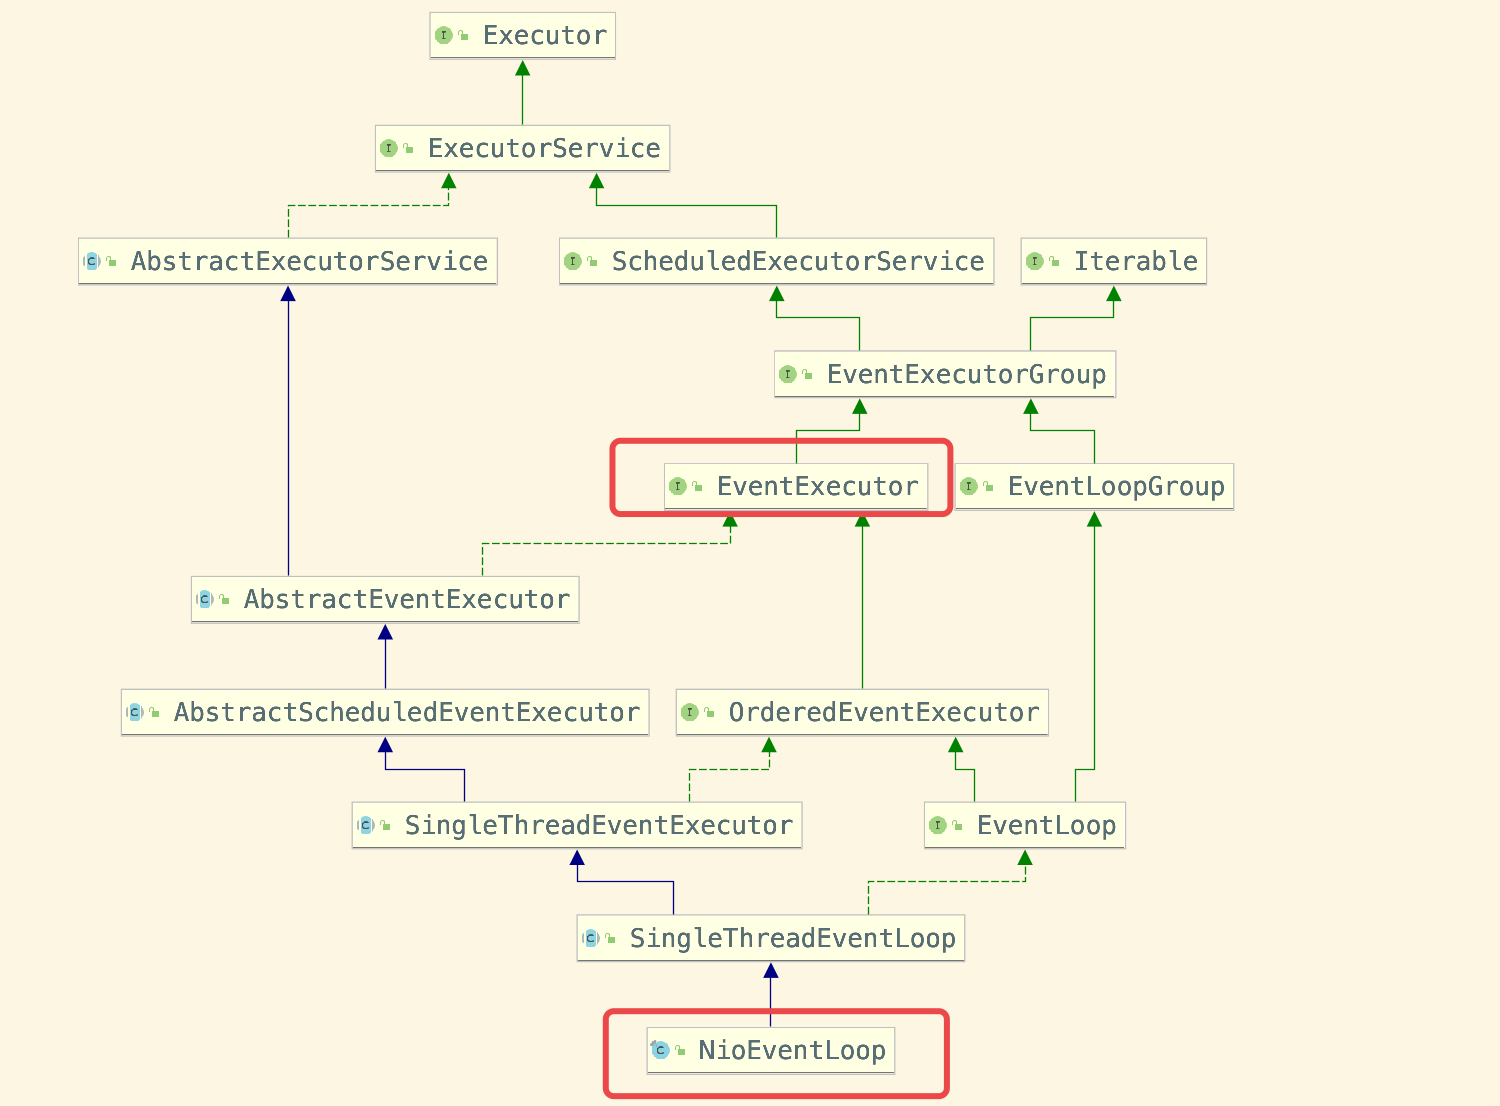 Executor
ExecutorService
AbstractExecutorService
ScheduledExecutorService
Iterable
EventExecutorGroup
EventExecutor
EventLoopGroup
AbstractEventExecutor
AbstractScheduledEventExecutor
OrderedEventExecutor
SingleThreadEventExecutor
EventLoop
SingleThreadEventLoop
NioEventLoop